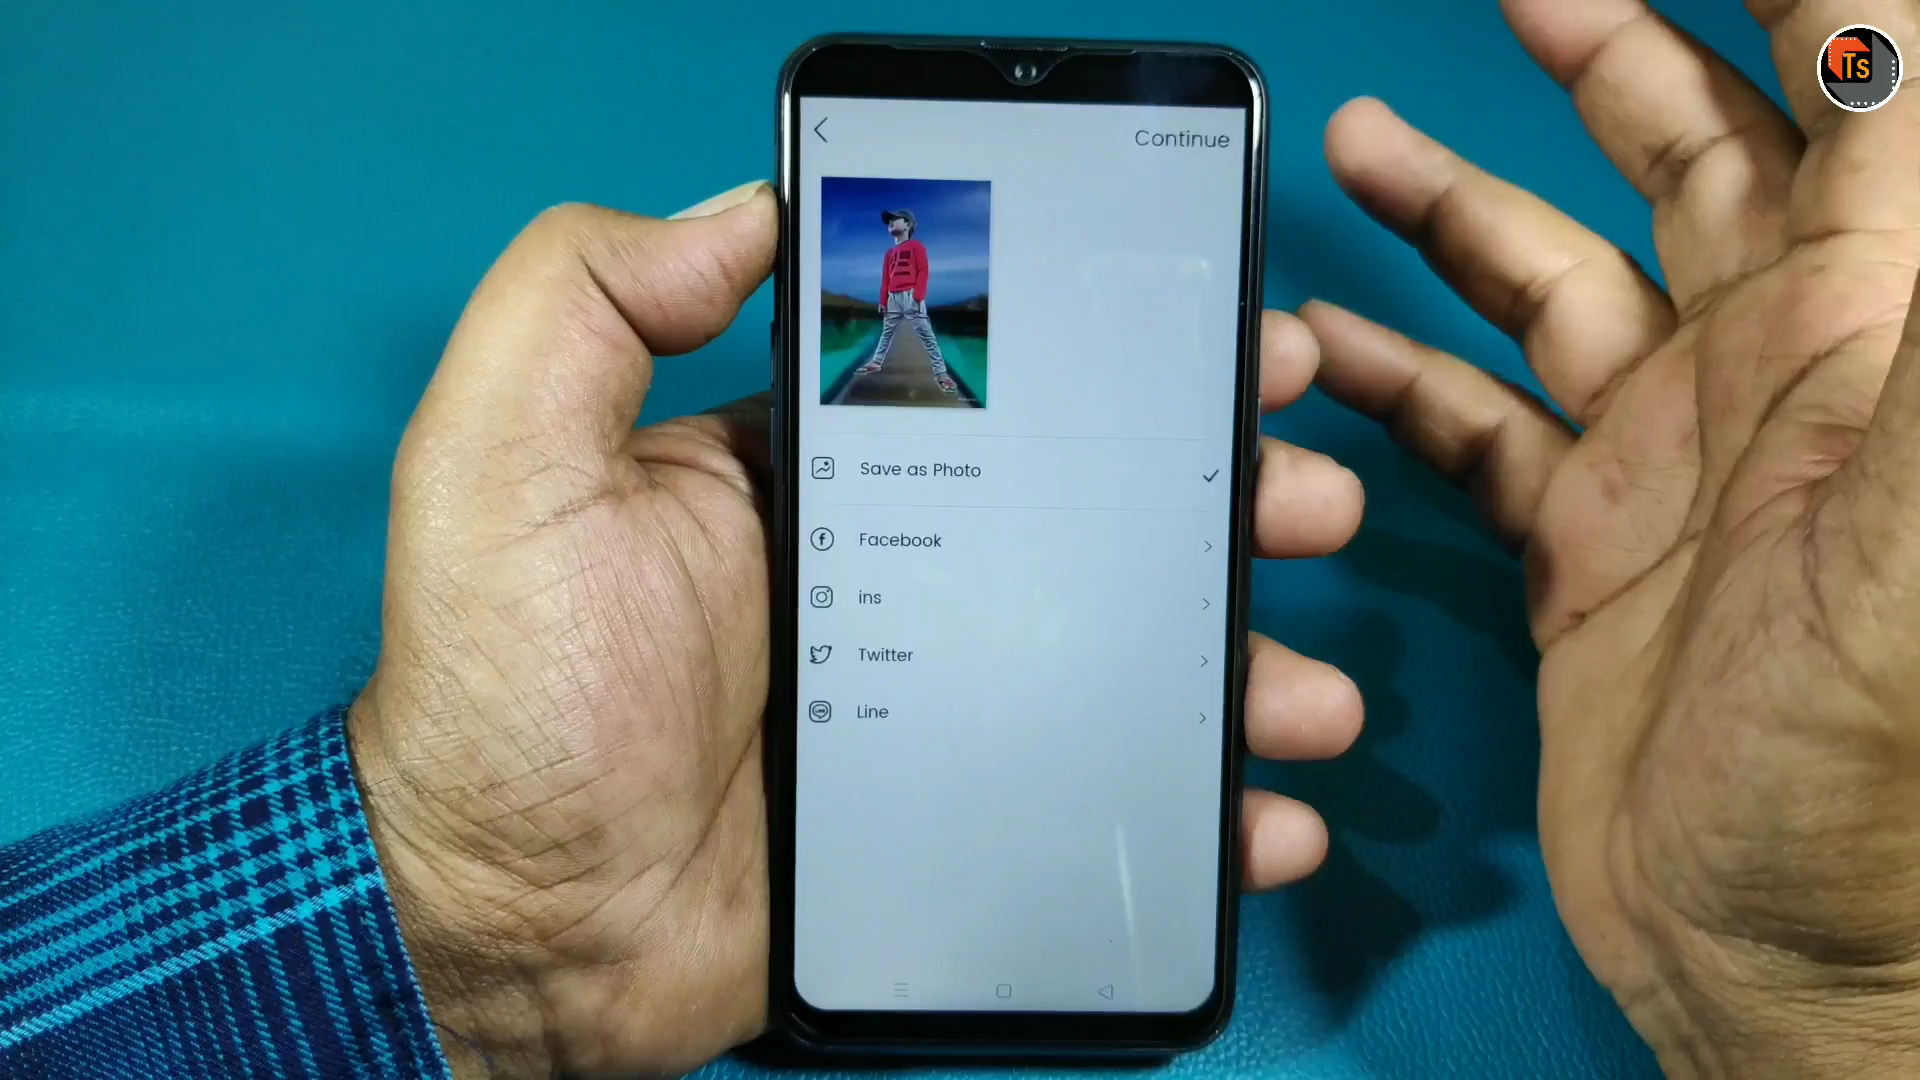 Ts
Continue
Save as Photo
Facebook
ins
Twitter
Line